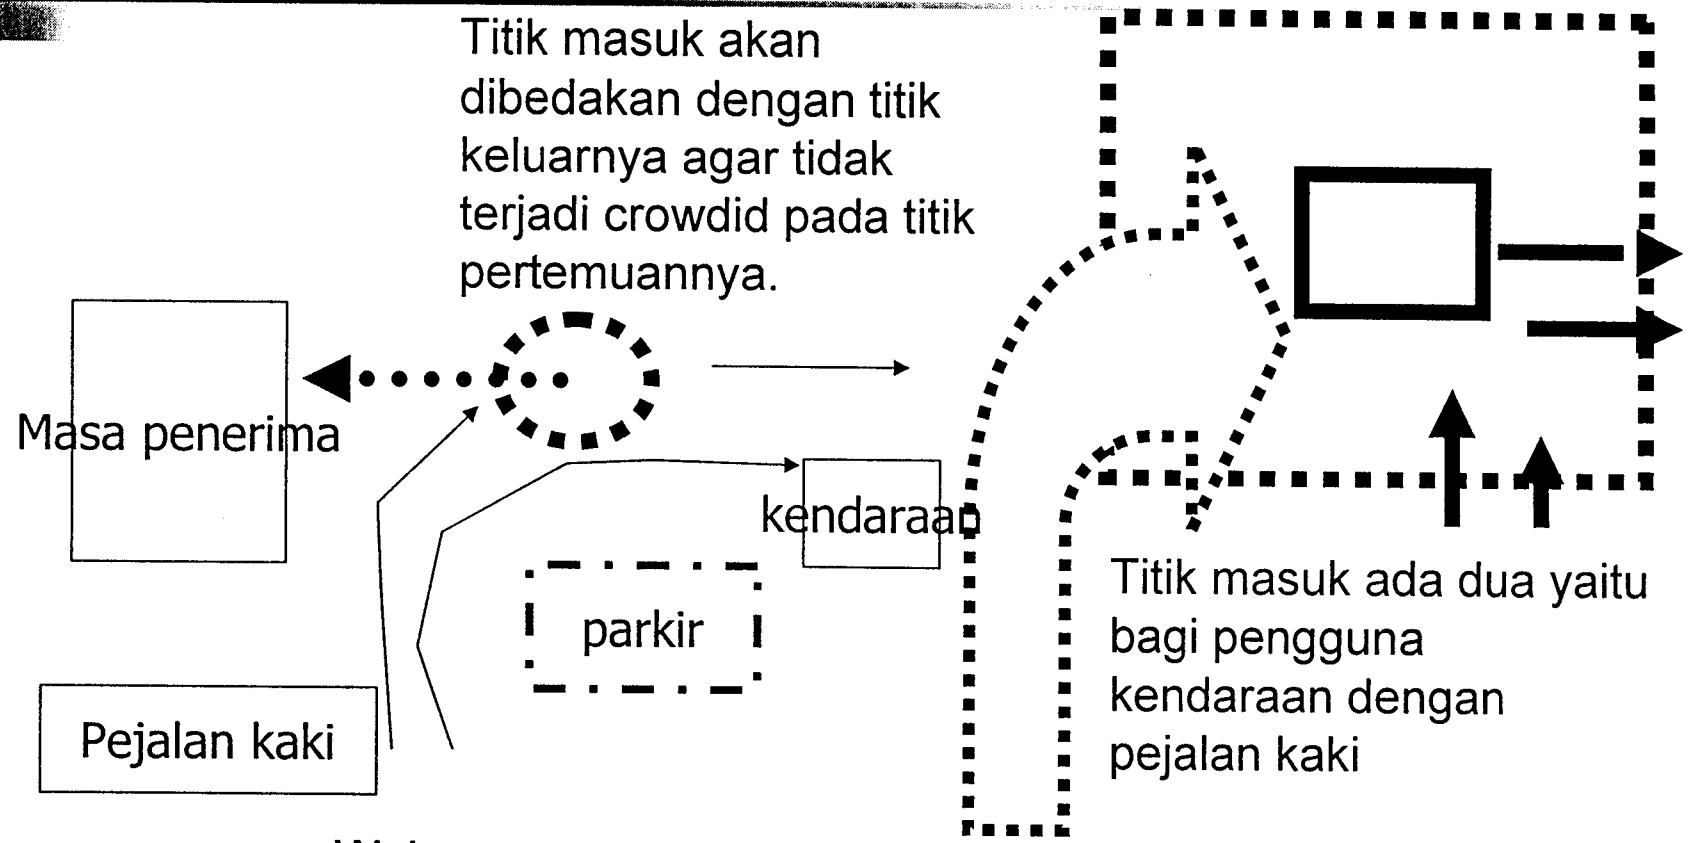 Titik masuk akan
dibedakan dengan titik
keluarnya agar tidak
terjadi crowdid pada titik
pertemuannya.
Masa penerima
kendaraan
parkir
Pejalan kaki
Titik masuk ada dua yaitu
bagi pengguna
kendaraan dengan
pejalan kaki